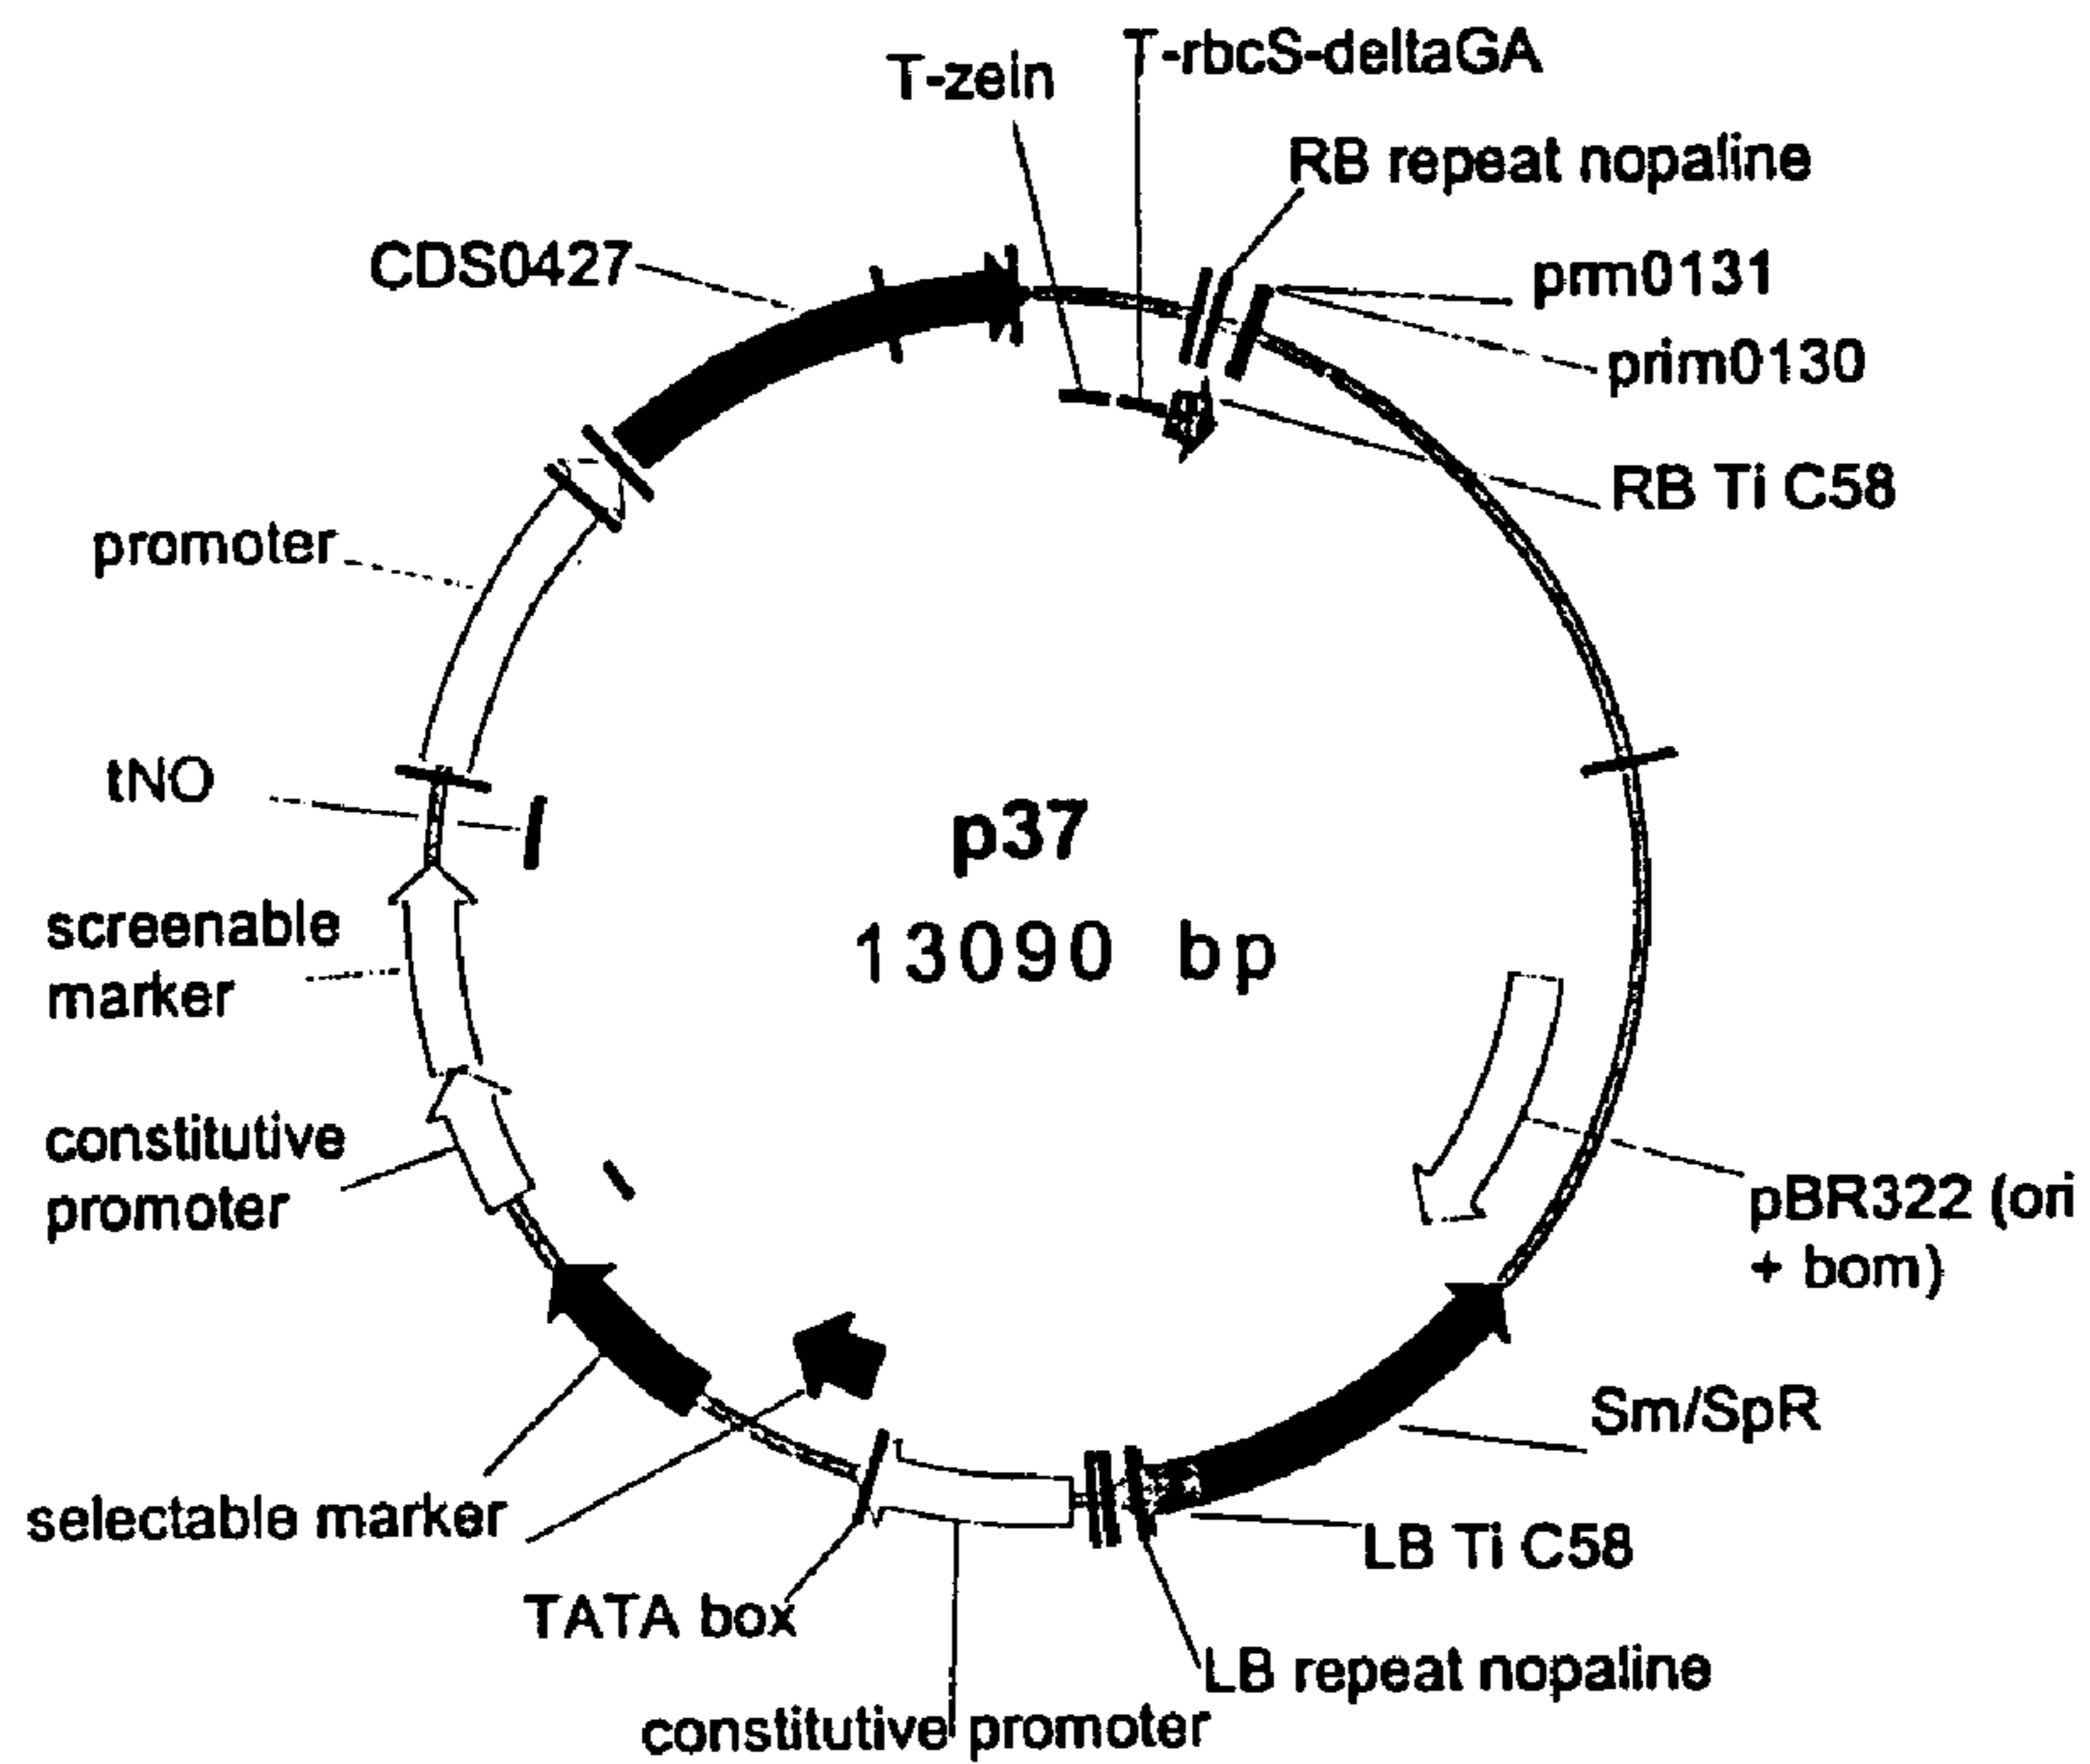 T-zein
T-rbcS-deltaGA
RB repeat nopaline
CDS0427
prm0131
prim0130
RB Ti C58
promoter
tNO
p37
13090 bp
screenable
marker
constitutive
promoter
pBR322 (ori
+ bom)
Sm/SpR
selectable marker
LB Ti C58
TATA box
LB repeat nopaline
constitutive promoter